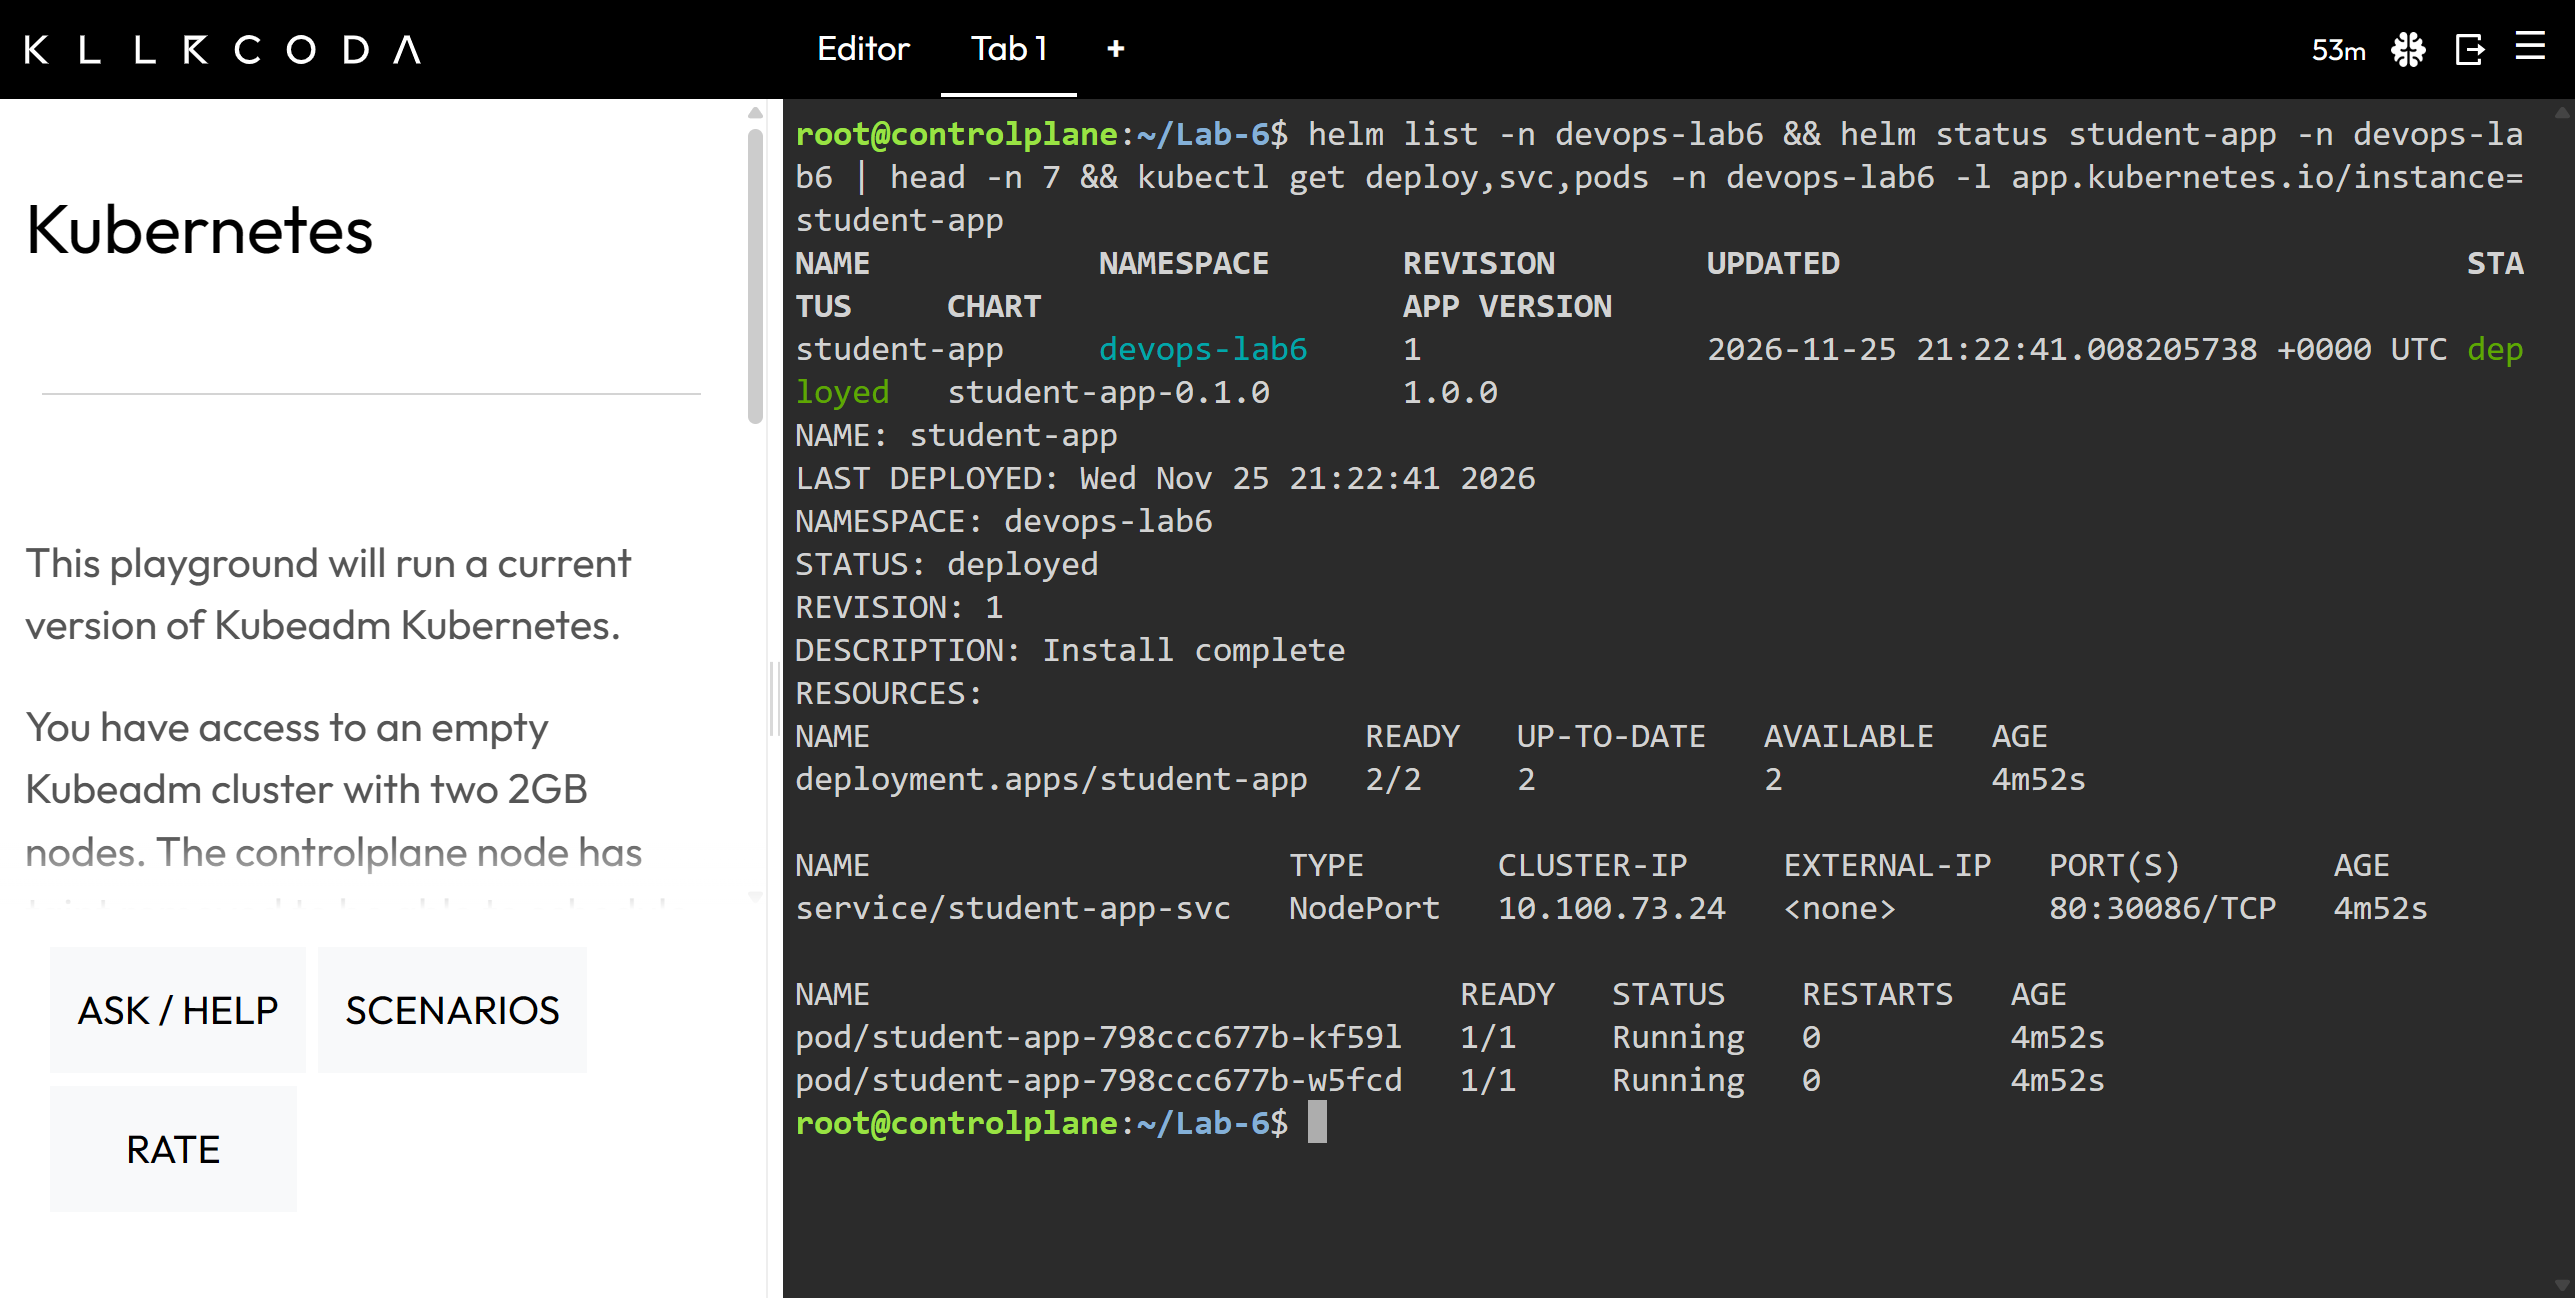 KILLERCODA
Editor Tab 1 +
53m
Kubernetes
This playground will run a current
version of Kubeadm Kubernetes.
You have access to an empty
Kubeadm cluster with two 2GB
nodes. The controlplane node has
ASK / HELP
SCENARIOS
RATE
root@controlplane:~/Lab-6$ helm list -n devops-lab6 && helm status student-app -n devops-la
b6 | head -n 7 && kubectl get deploy,svc,pods -n devops-lab6 -l app.kubernetes.io/instance=
student-app
NAME NAMESPACE REVISION UPDATED STA
TUS CHART APP VERSION
student-app devops-lab6 1 2026-11-25 21:22:41.008205738 +0000 UTC dep
loyed student-app-0.1.0 1.0.0
NAME: student-app
LAST DEPLOYED: Wed Nov 25 21:22:41 2026
NAMESPACE: devops-lab6
STATUS: deployed
REVISION: 1
DESCRIPTION: Install complete
RESOURCES:
NAME READY UP-TO-DATE AVAILABLE AGE
deployment.apps/student-app 2/2 2 2 4m52s
NAME TYPE CLUSTER-IP EXTERNAL-IP PORT(S) AGE
service/student-app-svc NodePort 10.100.73.24 <none> 80:30086/TCP 4m52s
NAME READY STATUS RESTARTS AGE
pod/student-app-798ccc677b-kf59l 1/1 Running 0 4m52s
pod/student-app-798ccc677b-w5fcd 1/1 Running 0 4m52s
root@controlplane:~/Lab-6$